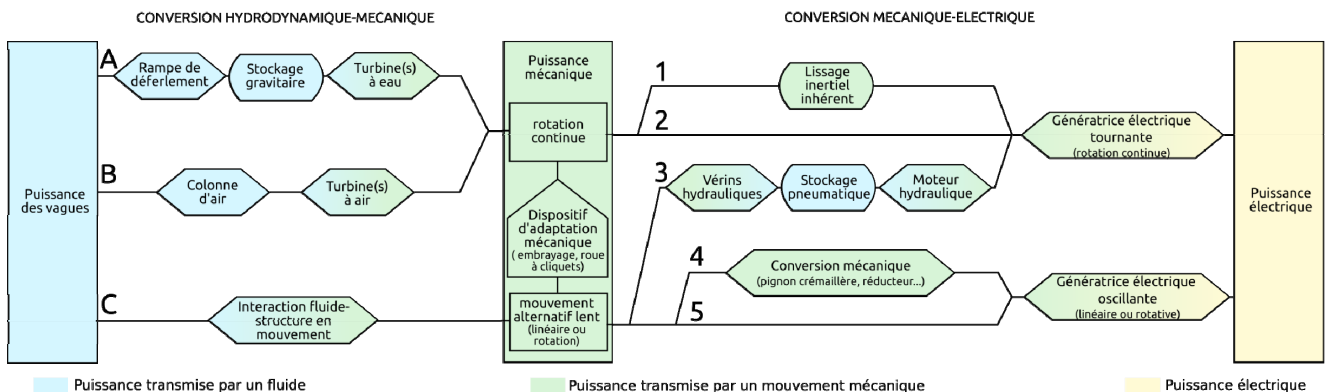 CONVERSION HYDRODYNAMIQUE-MECANIQUE
CONVERSION MECANIQUE-ELECTRIQUE
Puissance
des vagues
A
Rampe de
déferlement
Stockage
gravitaire
Turbine(s)
à eau
B
Colonne
d'air
Turbine(s)
à air
C
Interaction fluide-
structure en
mouvement
Puissance
mécanique
rotation
continue
Dispositif
d'adaptation
mécanique
( embrayage, roue
à cliquets)
mouvement
alternatif lent
(linéaire ou
rotation)
1
Lissage
inertiel
inhérent
2
3
Vérins
hydrauliques
Stockage
pneumatique
Moteur
hydraulique
4
Conversion mécanique
(pignon crémaillère, réducteur...)
5
Génératrice électrique
tournante
(rotation continue)
Génératrice électrique
oscillante
(linéaire ou rotative)
Puissance
électrique
Puissance transmise par un fluide
Puissance transmise par un mouvement mécanique
Puissance électrique